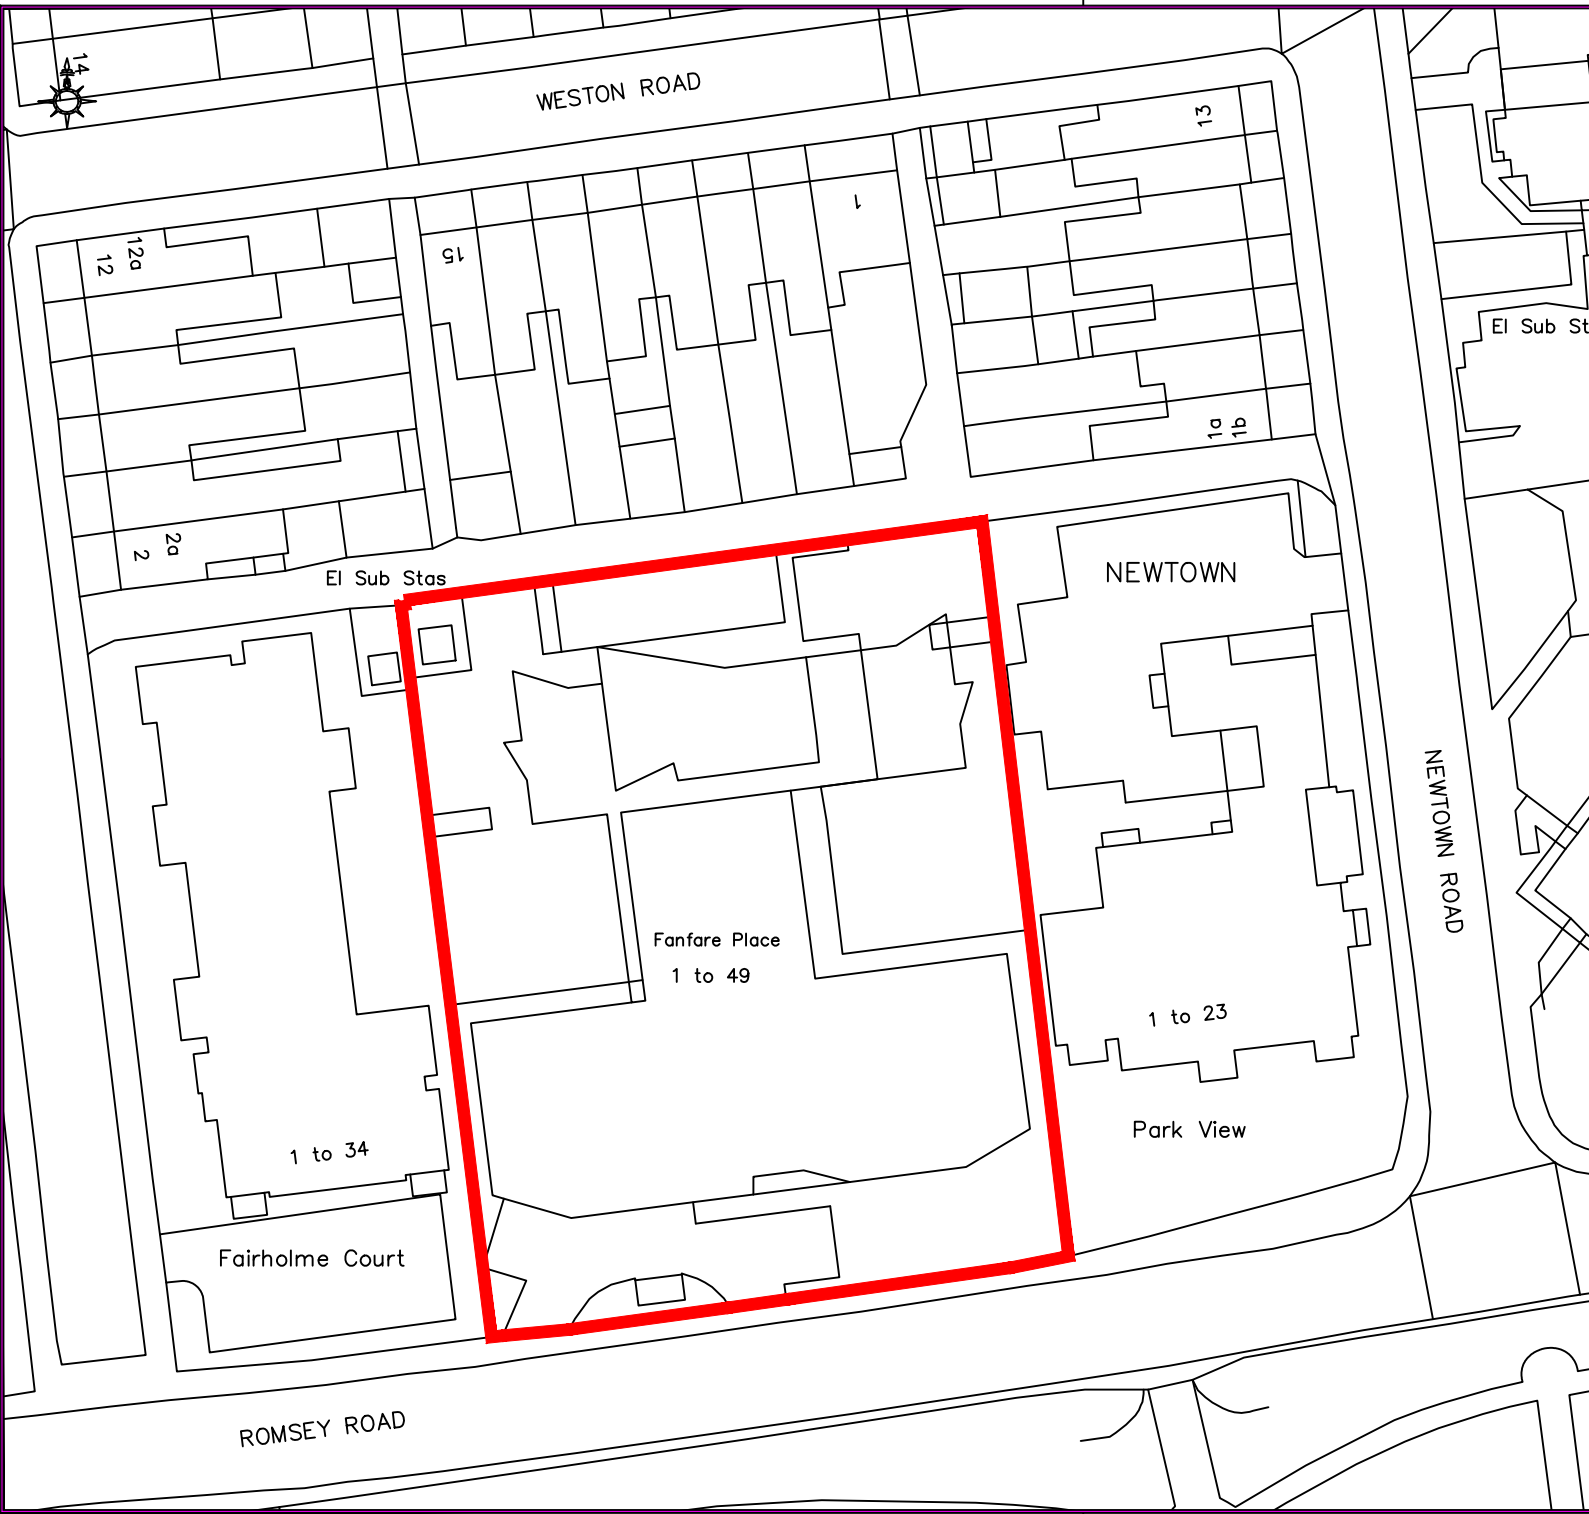 14
WESTON ROAD
13
1
12a
12
15
El Sub St
1a
1b
2a
2
El Sub Stas
NEWTOWN
NEWTOWN ROAD
Fanfare Place
1 to 49
1 to 23
Park View
1 to 34
Fairholme Court
ROMSEY ROAD